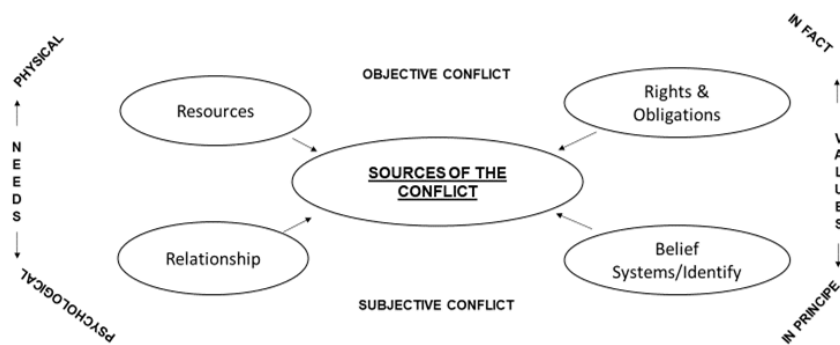 PHYSICAL
NEEDS
PSYCHOLOGICAL
OBJECTIVE CONFLICT
Resources
Rights &
Obligations
SOURCES OF THE
CONFLICT
Relationship
Belief
Systems/Identify
SUBJECTIVE CONFLICT
IN FACT
VALUES
IN PRINCIPE